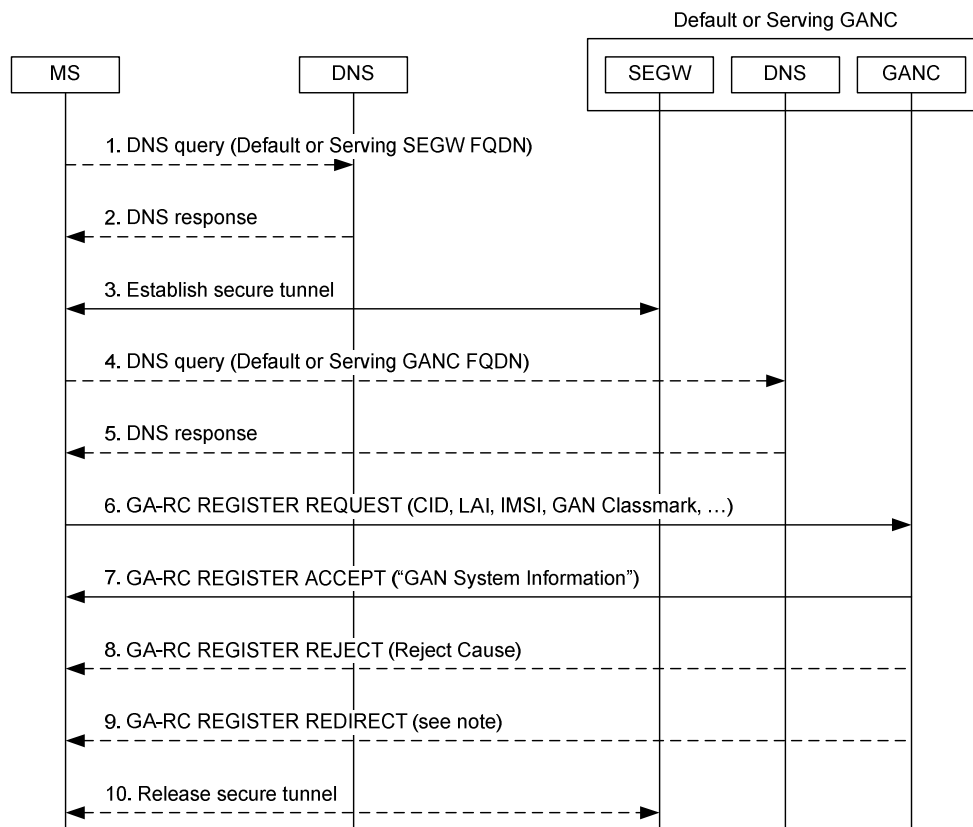 Default or Serving GANC
MS
DNS
SEGW
DNS
GANC
1. DNS query (Default or Serving SEGW FQDN)
2. DNS response
3. Establish secure tunnel
4. DNS query (Default or Serving GANC FQDN)
5. DNS response
6. GA-RC REGISTER REQUEST (CID, LAI, IMSI, GAN Classmark, …)
7. GA-RC REGISTER ACCEPT (“GAN System Information”)
8. GA-RC REGISTER REJECT (Reject Cause)
9. GA-RC REGISTER REDIRECT (see note)
10. Release secure tunnel